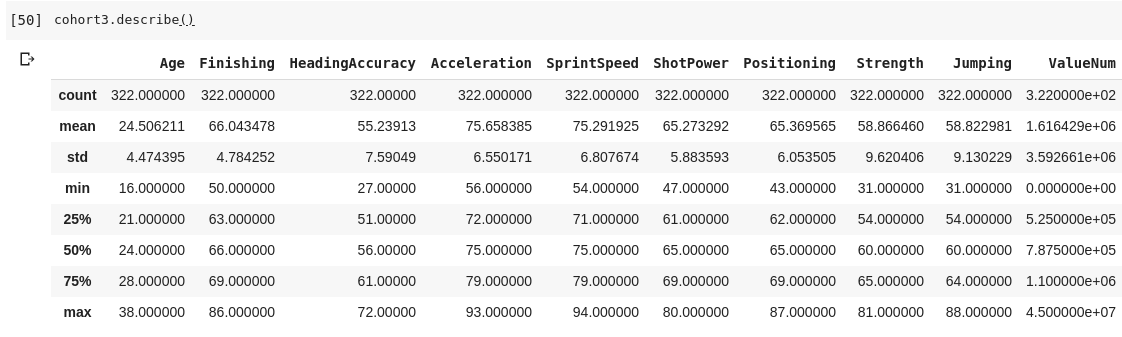 [50] cohort3.describe()
Age Finishing HeadingAccuracy Acceleration SprintSpeed ShotPower Positioning Strength Jumping ValueNum
count 322.000000 322.000000 322.00000 322.000000 322.000000 322.000000 322.000000 322.000000 322.000000 3.220000e+02
mean 24.506211 66.043478 55.23913 75.658385 75.291925 65.273292 65.369565 58.866460 58.822981 1.616429e+06
std 4.474395 4.784252 7.59049 6.550171 6.807674 5.883593 6.053505 9.620406 9.130229 3.592661e+06
min 16.000000 50.000000 27.00000 56.000000 54.000000 47.000000 43.000000 31.000000 31.000000 0.000000e+00
25% 21.000000 63.000000 51.00000 72.000000 71.000000 61.000000 62.000000 54.000000 54.000000 5.250000e+05
50% 24.000000 66.000000 56.00000 75.000000 75.000000 65.000000 65.000000 60.000000 60.000000 7.875000e+05
75% 28.000000 69.000000 61.00000 79.000000 79.000000 69.000000 69.000000 65.000000 64.000000 1.100000e+06
max 38.000000 86.000000 72.00000 93.000000 94.000000 80.000000 87.000000 81.000000 88.000000 4.500000e+07